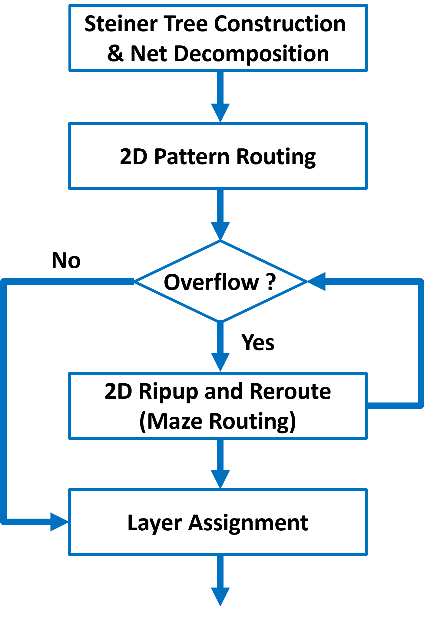 Steiner Tree Construction
& Net Decomposition
2D Pattern Routing
No
Overflow ?
Yes
2D Ripup and Reroute
(Maze Routing)
Layer Assignment